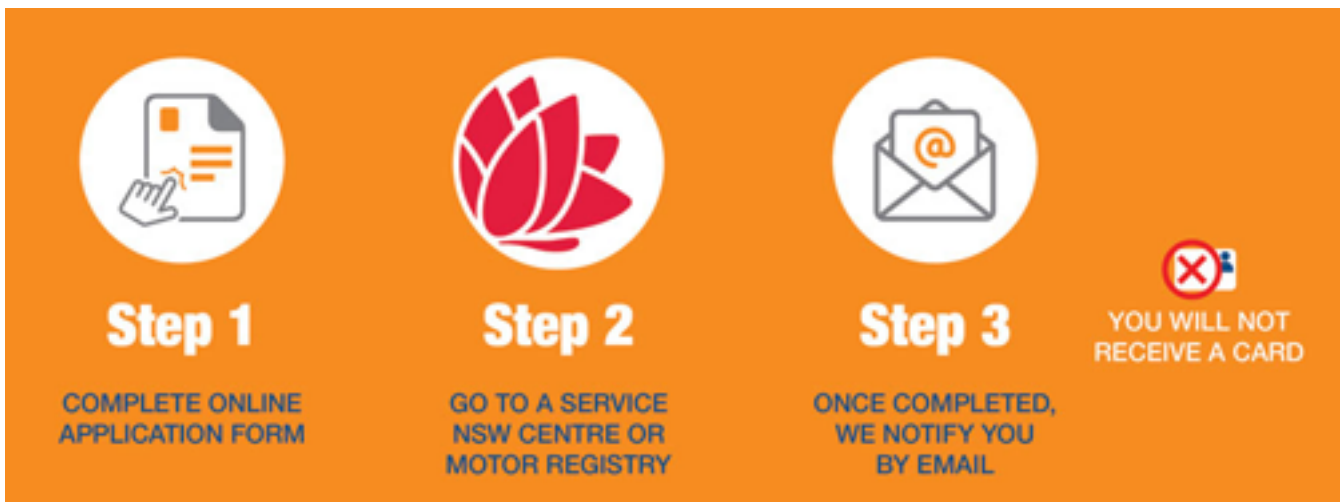 Step 1
COMPLETE ONLINE
APPLICATION FORM
Step 2
GO TO A SERVICE
NSW CENTRE OR
MOTOR REGISTRY
@
Step 3
ONCE COMPLETED,
WE NOTIFY YOU
BY EMAIL
YOU WILL NOT
RECEIVE A CARD